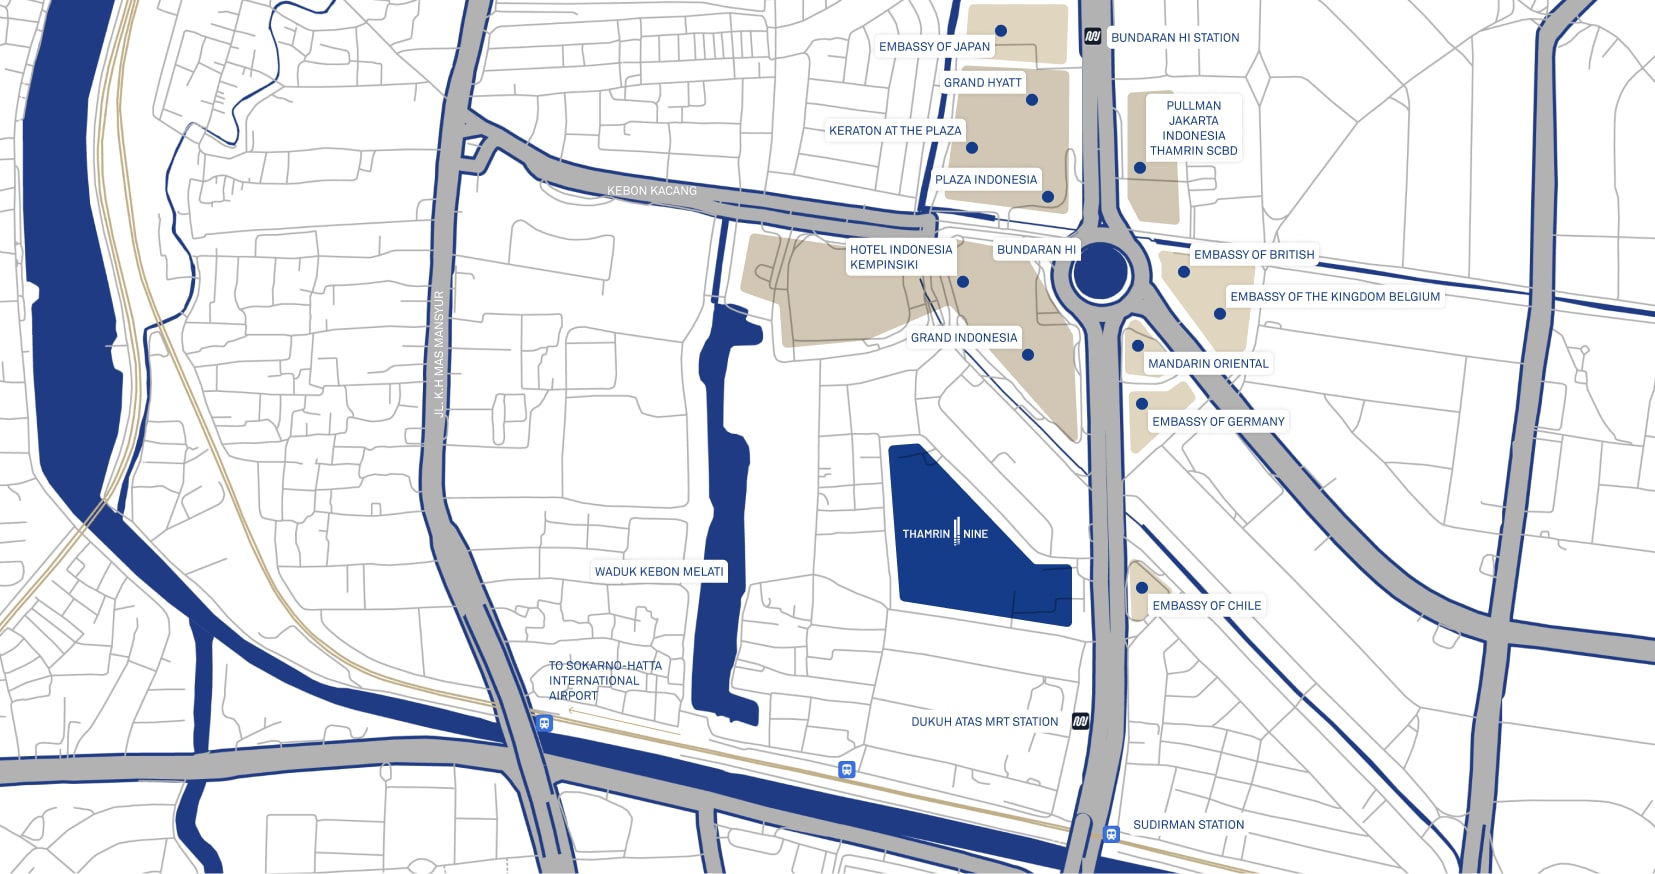 BUNDARAN HI STATION
EMBASSY OF JAPAN
GRAND HYATT
PULLMAN
JAKARTA
INDONESIA
THAMRIN SCBD
KERATON AT THE PLAZA
PLAZA INDONESIA
KEBON KACANG
HOTEL INDONESIA
KEMPINSIKI
BUNDARAN HI
EMBASSY OF BRITISH
EMBASSY OF THE KINGDOM BELGIUM
JL. K.H MAS MANSYUR
GRAND INDONESIA
MANDARIN ORIENTAL
EMBASSY OF GERMANY
THAMRIN NINE
WADUK KEBON MELATI
EMBASSY OF CHILE
TO SOKARNO-HATTA
INTERNATIONAL
AIRPORT
DUKUH ATAS MRT STATION
SUDIRMAN STATION